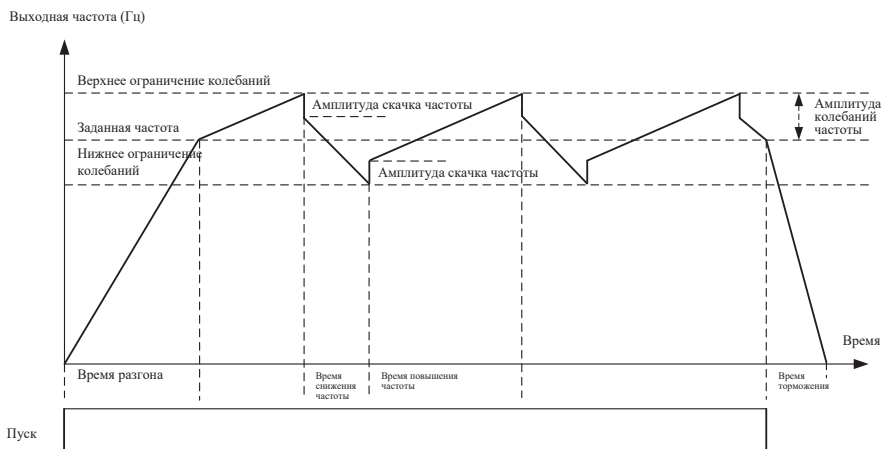 Выходная частота (Гц)
Верхнее ограничение колебаний
Амплитуда скачка частоты
Амплитуда
колебаний
частоты
Заданная частота
Нижнее ограничение
колебаний
Амплитуда скачка частоты
Время
Время разгона
Время
снижения
частоты
Время повышения
частоты
Время
торможения
Пуск